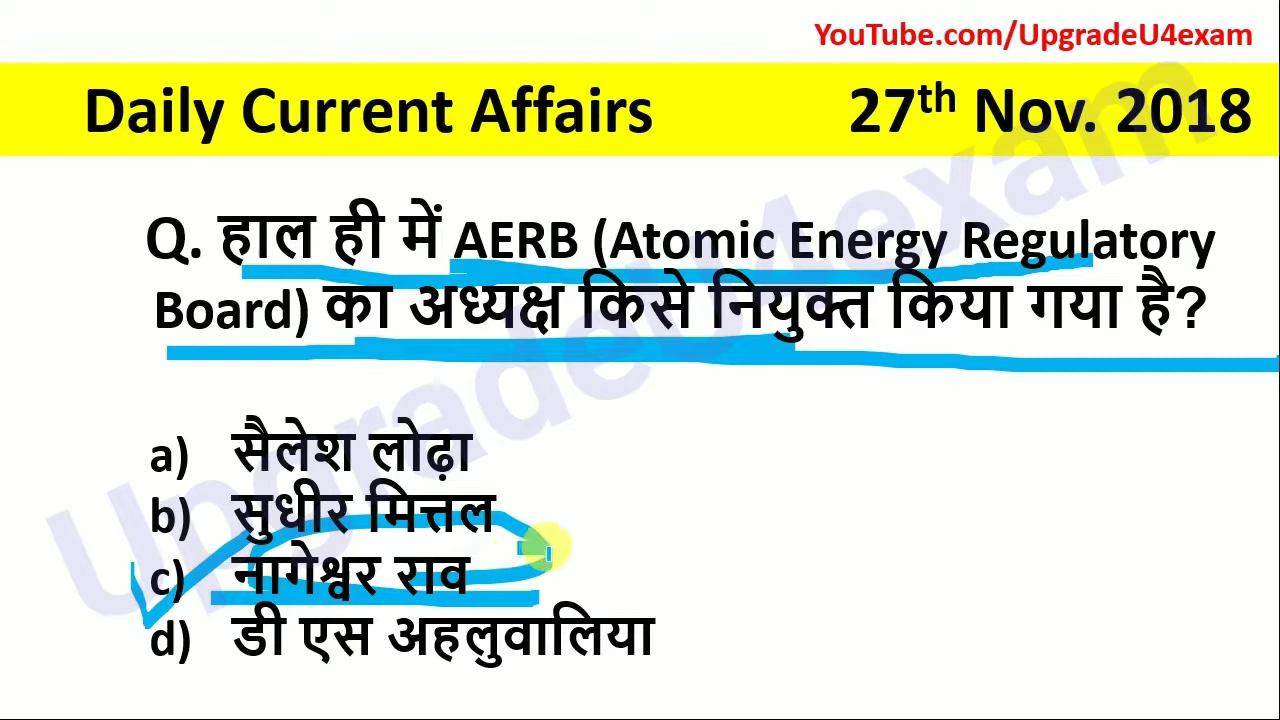 YouTube.com/UpgradeU4exam
Daily Current Affairs 27th Nov. 2018
Q. हाल ही में AERB (Atomic Energy Regulatory
Board) का अध्यक्ष किसे नियुक्त किया गया है?
a) सैलेश लोढ़ा
b) सुधीर मित्तल
c) नागेश्वर राव
d) डी एस अहलुवालिया
UpgradeU4exam